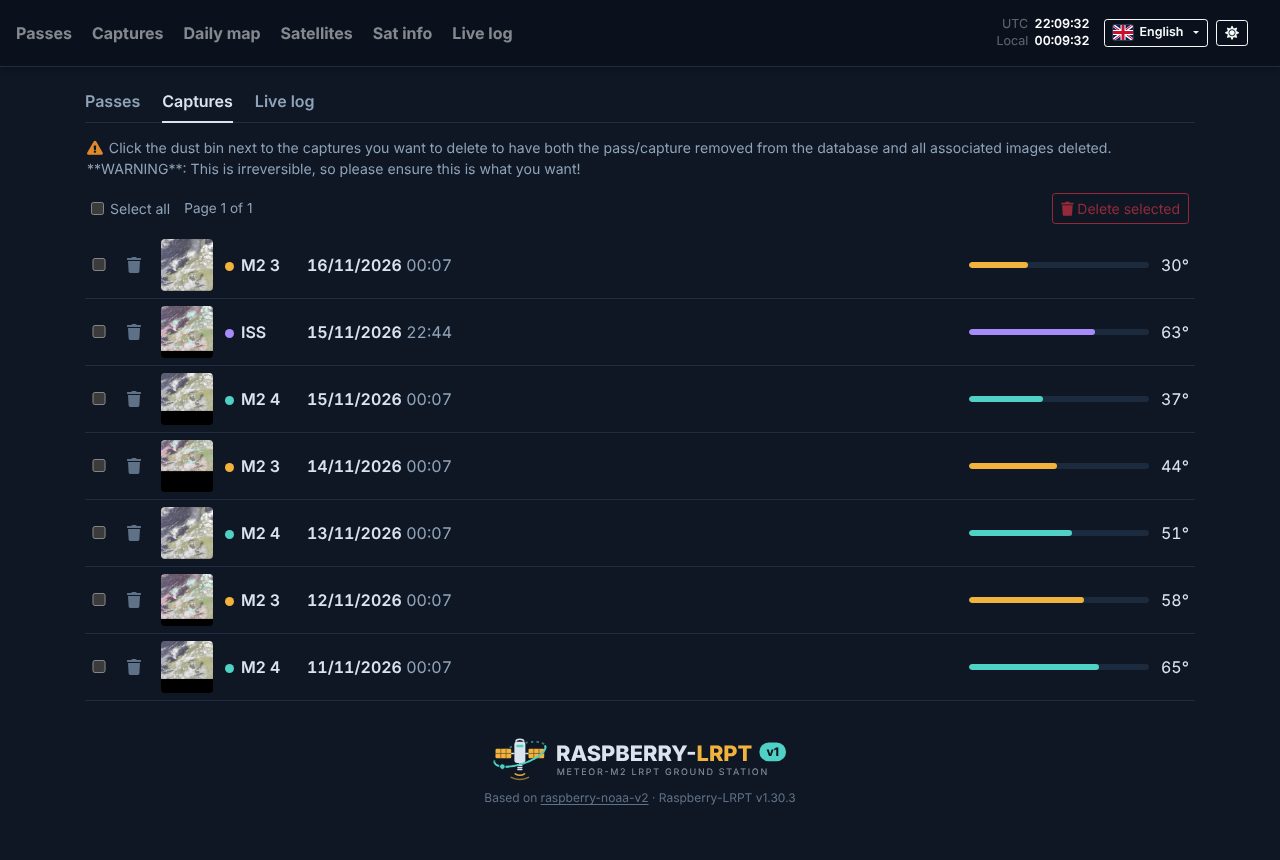 Passes Captures Daily map Satellites Sat info Live log
UTC 22:09:32
Local 00:09:32
English
Passes Captures Live log
Click the dust bin next to the captures you want to delete to have both the pass/capture removed from the database and all associated images deleted.
**WARNING**: This is irreversible, so please ensure this is what you want!
Select all Page 1 of 1 Delete selected
M2 3 16/11/2026 00:07 30°
ISS 15/11/2026 22:44 63°
M2 4 15/11/2026 00:07 37°
M2 3 14/11/2026 00:07 44°
M2 4 13/11/2026 00:07 51°
M2 3 12/11/2026 00:07 58°
M2 4 11/11/2026 00:07 65°
RASPBERRY-LRPT v1
METEOR-M2 LRPT GROUND STATION
Based on raspberry-noaa-v2 · Raspberry-LRPT v1.30.3